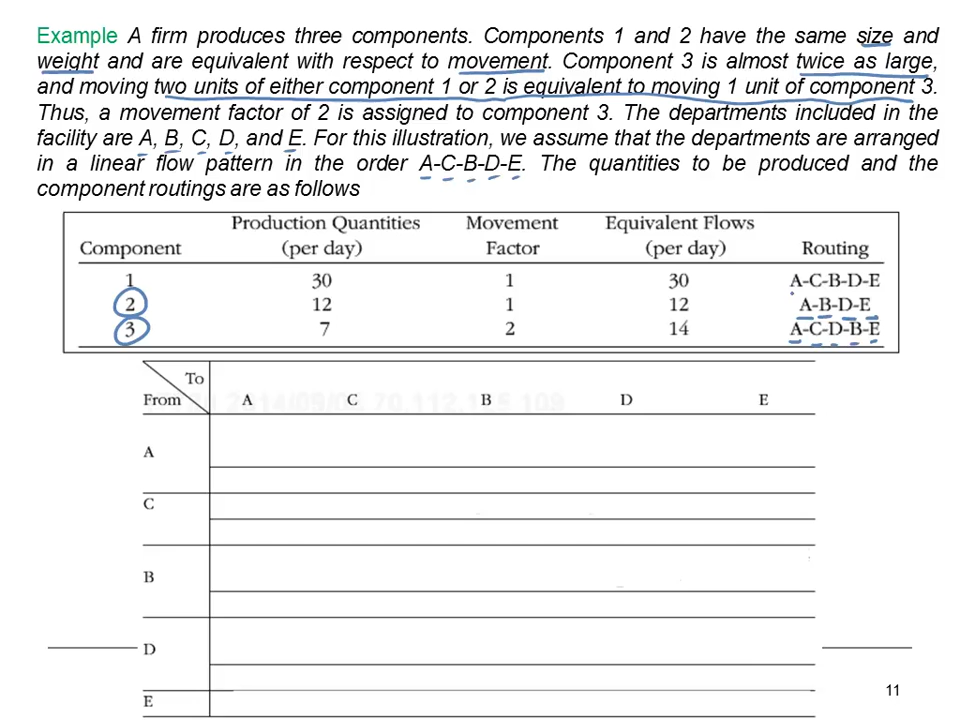 Example A firm produces three components. Components 1 and 2 have the same size and
weight and are equivalent with respect to movement. Component 3 is almost twice as large,
and moving two units of either component 1 or 2 is equivalent to moving 1 unit of component 3.
Thus, a movement factor of 2 is assigned to component 3. The departments included in the
facility are A, B, C, D, and E. For this illustration, we assume that the departments are arranged
in a linear flow pattern in the order A-C-B-D-E. The quantities to be produced and the
component routings are as follows
Production Quantities Movement Equivalent Flows
Component (per day) Factor (per day) Routing
1 30 1 30 A-C-B-D-E
2 12 1 12 A-B-D-E
3 7 2 14 A-C-D-B-E
To
From A C B D E
A
C
B
D
E
11